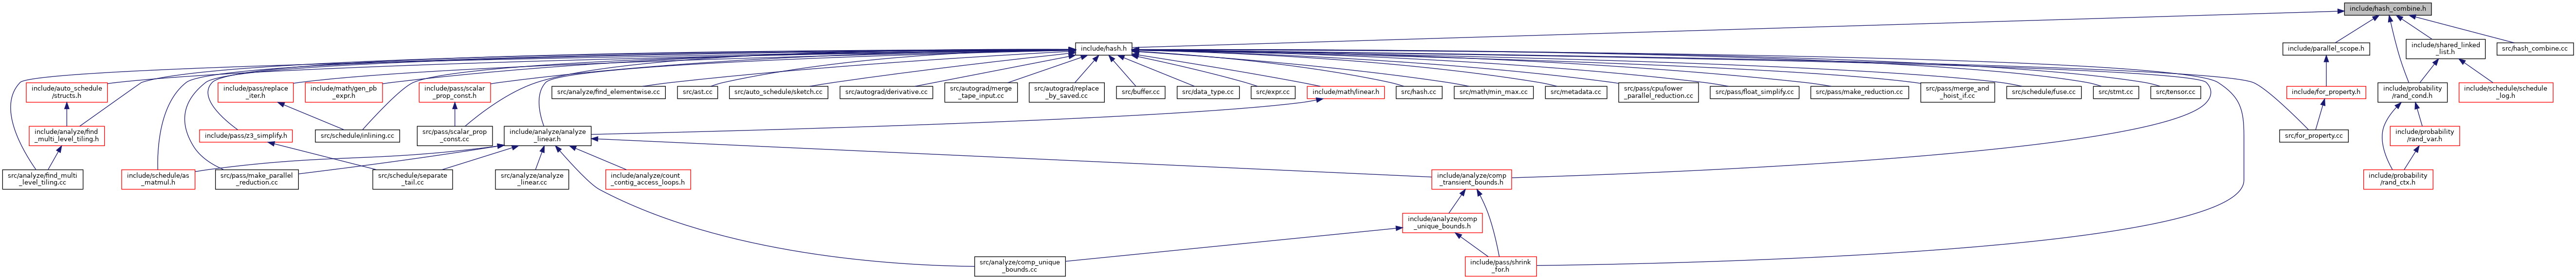 include/hash_combine.h
include/hash.h
include/parallel_scope.h
include/shared_linked
_list.h
src/hash_combine.cc
include/auto_schedule
/structs.h
include/pass/replace
_iter.h
include/math/gen_pb
_expr.h
include/pass/scalar
_prop_const.h
src/analyze/find_elementwise.cc
src/ast.cc
src/auto_schedule/sketch.cc
src/autograd/derivative.cc
src/autograd/merge
_tape_input.cc
src/autograd/replace
_by_saved.cc
src/buffer.cc
src/data_type.cc
src/expr.cc
include/math/linear.h
src/hash.cc
src/math/min_max.cc
src/metadata.cc
src/pass/cpu/lower
_parallel_reduction.cc
src/pass/float_simplify.cc
src/pass/make_reduction.cc
src/pass/merge_and
_hoist_if.cc
src/schedule/fuse.cc
src/stmt.cc
src/tensor.cc
include/for_property.h
include/probability
/rand_cond.h
include/schedule/schedule
_log.h
include/analyze/find
_multi_level_tiling.h
include/pass/z3_simplify.h
src/schedule/inlining.cc
src/pass/scalar_prop
_const.cc
include/analyze/analyze
_linear.h
src/for_property.cc
include/probability
/rand_var.h
src/analyze/find_multi
_level_tiling.cc
include/schedule/as
_matmul.h
src/pass/make_parallel
_reduction.cc
src/schedule/separate
_tail.cc
src/analyze/analyze
_linear.cc
include/analyze/count
_contig_access_loops.h
include/analyze/comp
_transient_bounds.h
include/probability
/rand_ctx.h
include/analyze/comp
_unique_bounds.h
src/analyze/comp_unique
_bounds.cc
include/pass/shrink
_for.h